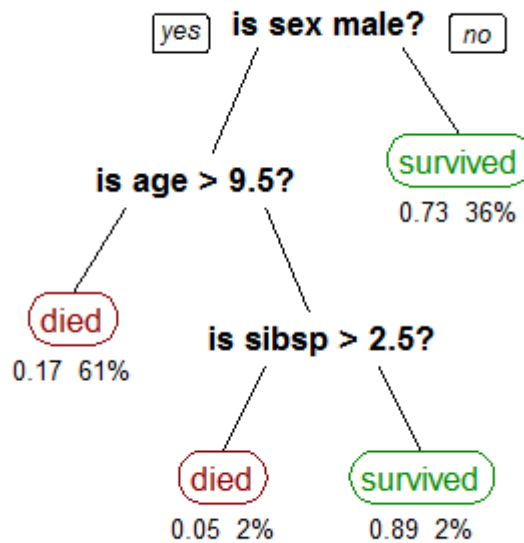 yes is sex male? no
is age > 9.5?
survived
0.73 36%
died
0.17 61%
is sibsp > 2.5?
died survived
0.05 2% 0.89 2%